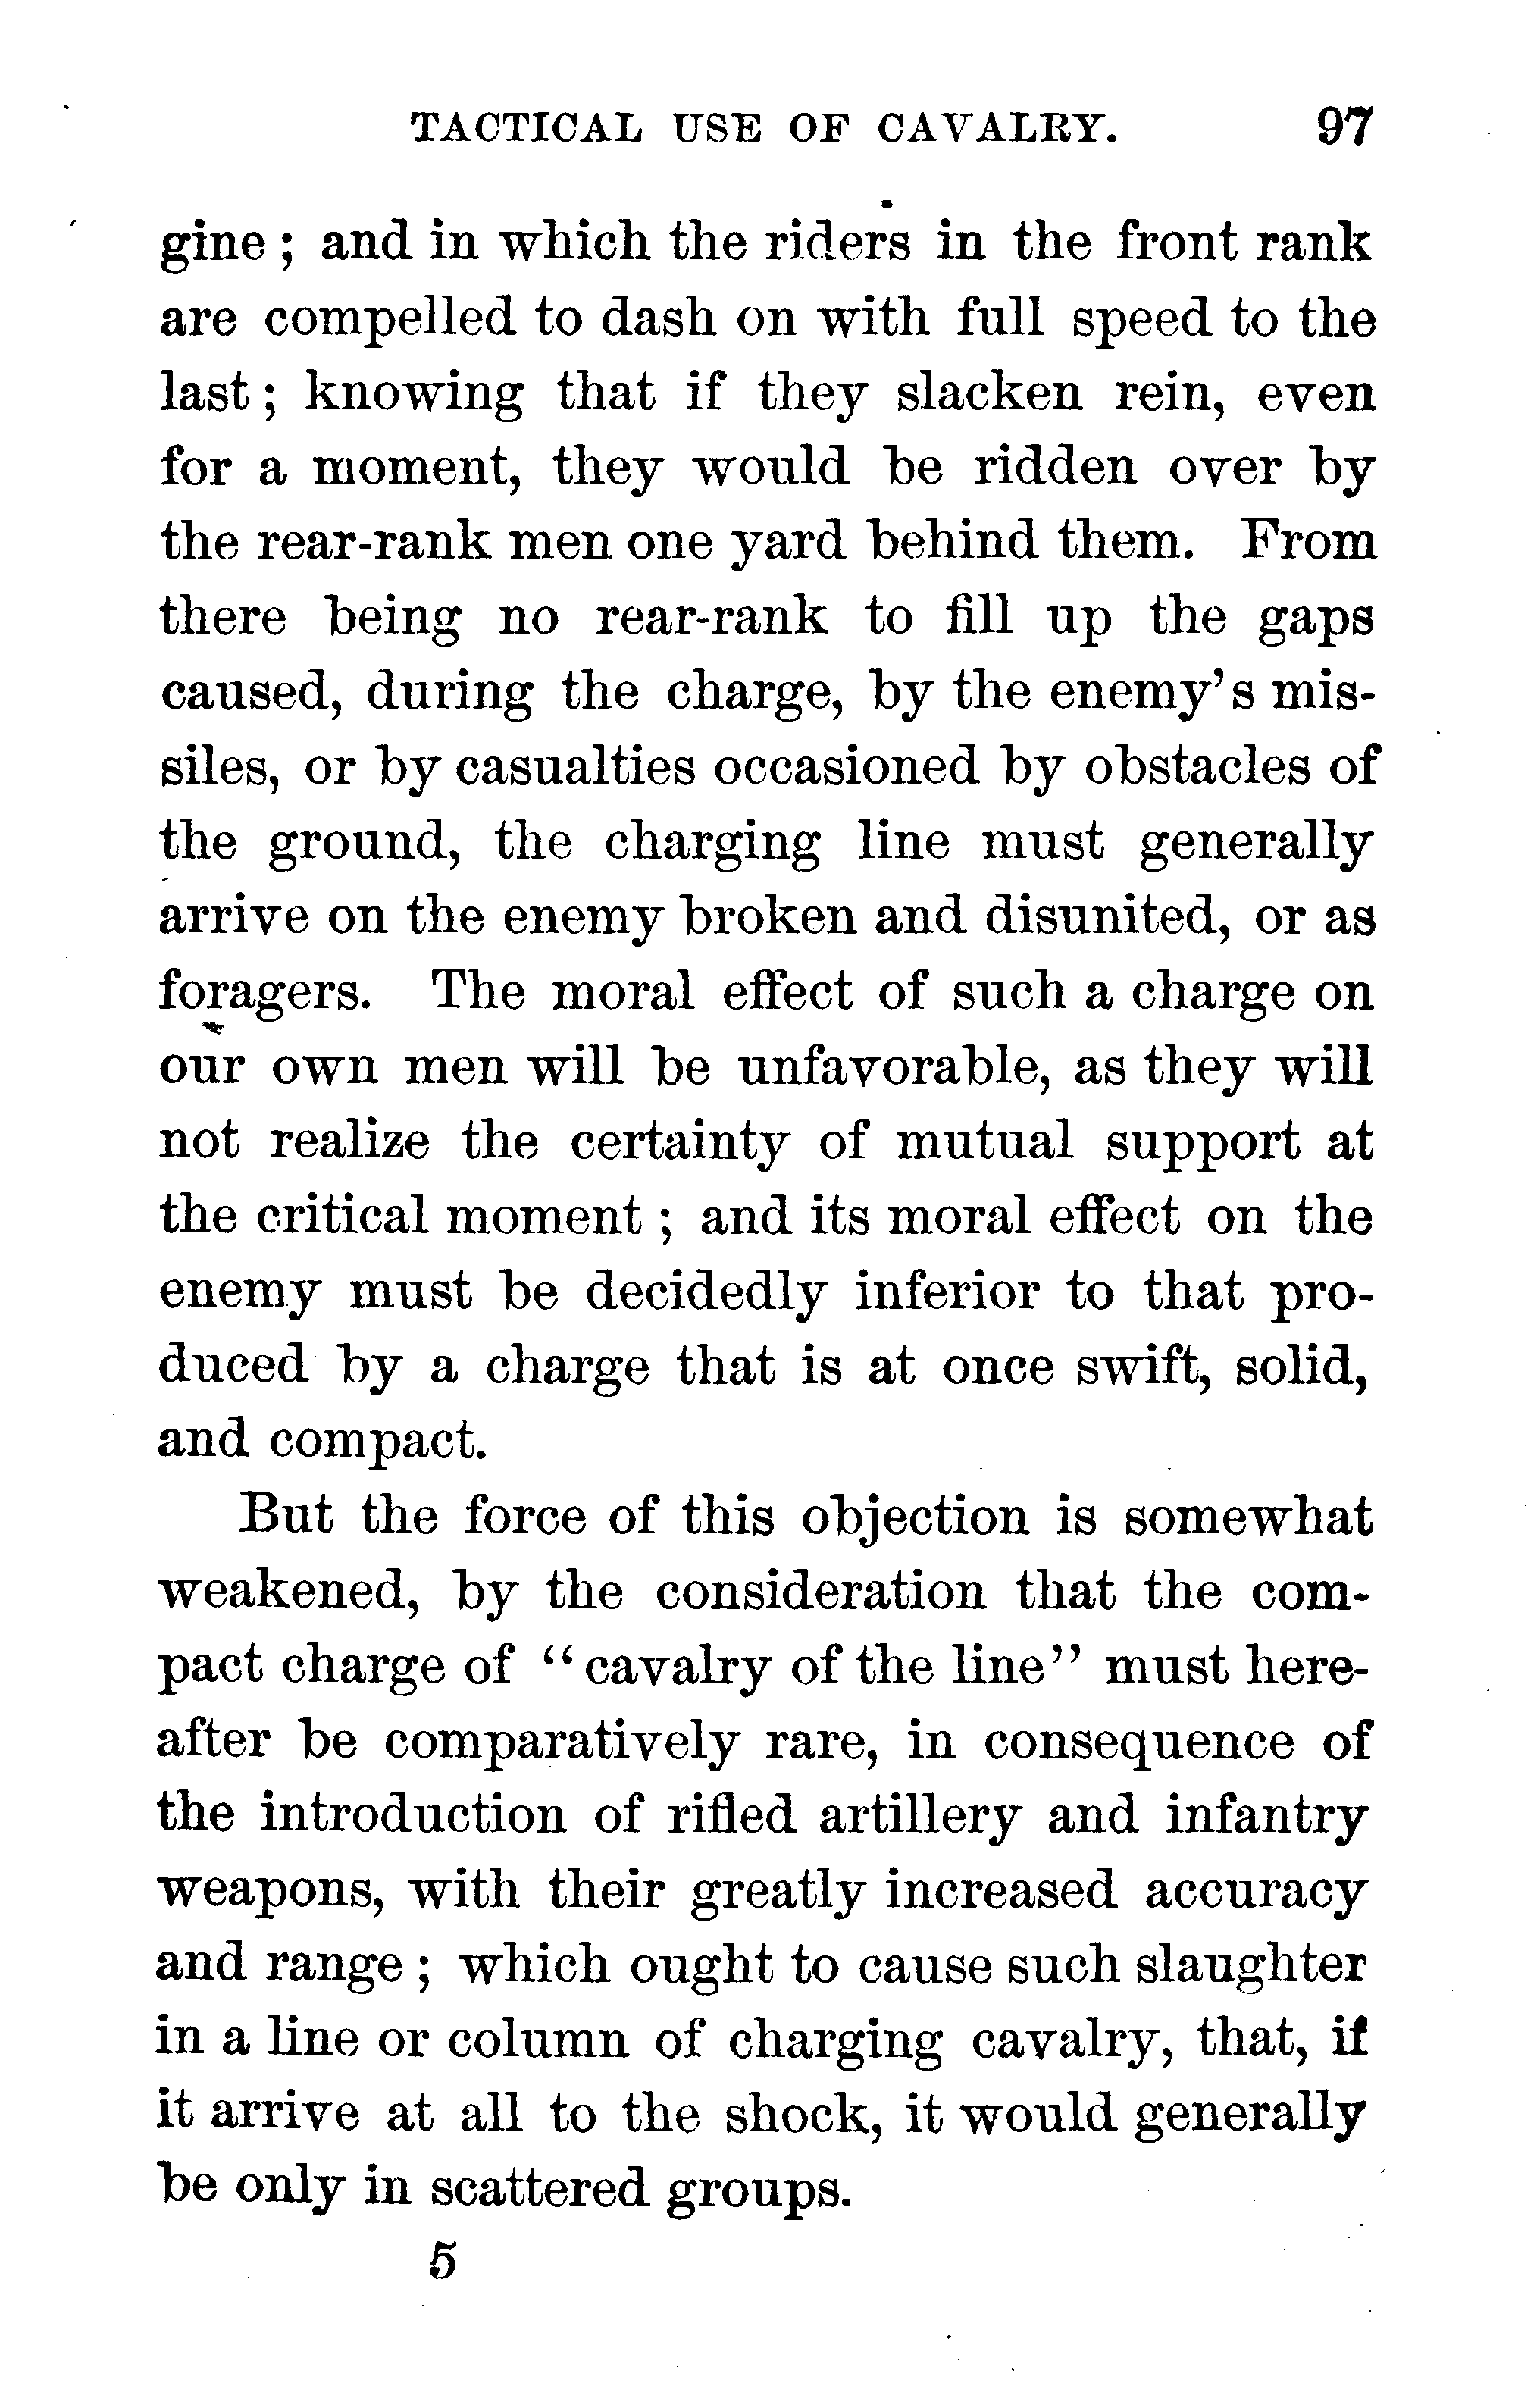 TACTICAL USE OF CAVALRY. 97
gine ; and in which the riders in the front rank
are compelled to dash on with full speed to the
last ; knowing that if they slacken rein, even
for a moment, they would be ridden over by
the rear-rank men one yard behind them. From
there being no rear-rank to fill up the gaps
caused, during the charge, by the enemy's mis-
siles, or by casualties occasioned by obstacles of
the ground, the charging line must generally
arrive on the enemy broken and disunited, or as
foragers. The moral effect of such a charge on
our own men will be unfavorable, as they will
not realize the certainty of mutual support at
the critical moment ; and its moral effect on the
enemy must be decidedly inferior to that pro-
duced by a charge that is at once swift, solid,
and compact.
But the force of this objection is somewhat
weakened, by the consideration that the com-
pact charge of "cavalry of the line" must here-
after be comparatively rare, in consequence of
the introduction of rifled artillery and infantry
weapons, with their greatly increased accuracy
and range ; which ought to cause such slaughter
in a line or column of charging cavalry, that, if
it arrive at all to the shock, it would generally
be only in scattered groups.
5